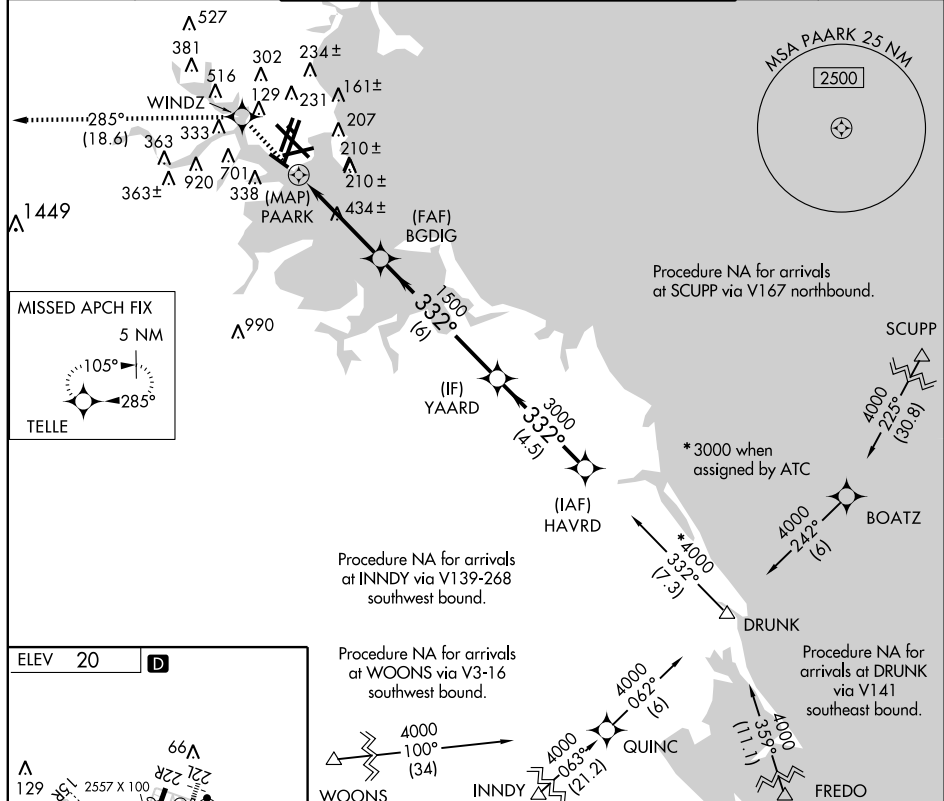 527
381
516
302
234±
129
231
161±
WINDZ
285°
(18.6)
333
363
207
210±
210±
363±
920
701
338
(MAP)
PAARK
434±
1449
(FAF)
BGDIG
MSA PAARK 25 NM
2500
Procedure NA for arrivals
at SCUPP via V167 northbound.
MISSED APCH FIX
5 NM
105°
285°
TELLE
990
1500
332°
(6)
(IF)
YAARD
3000
332°
(4.5)
(IAF)
HAVRD
SCUPP
4000
225°
(30.8)
*3000 when
assigned by ATC
BOATZ
4000
242°
(6)
*4000
332°
(7.3)
DRUNK
Procedure NA for arrivals
at INNDY via V139-268
southwest bound.
Procedure NA for arrivals
at WOONS via V3-16
southwest bound.
Procedure NA for
arrivals at DRUNK
via V141
southeast bound.
4000
062°
(6)
QUINC
4000
100°
(34)
WOONS
4000
063°
(21.2)
INNDY
4000
359°
(11.1)
FREDO
ELEV 20
D
66
129
2557 X 100
22R
22L
15R